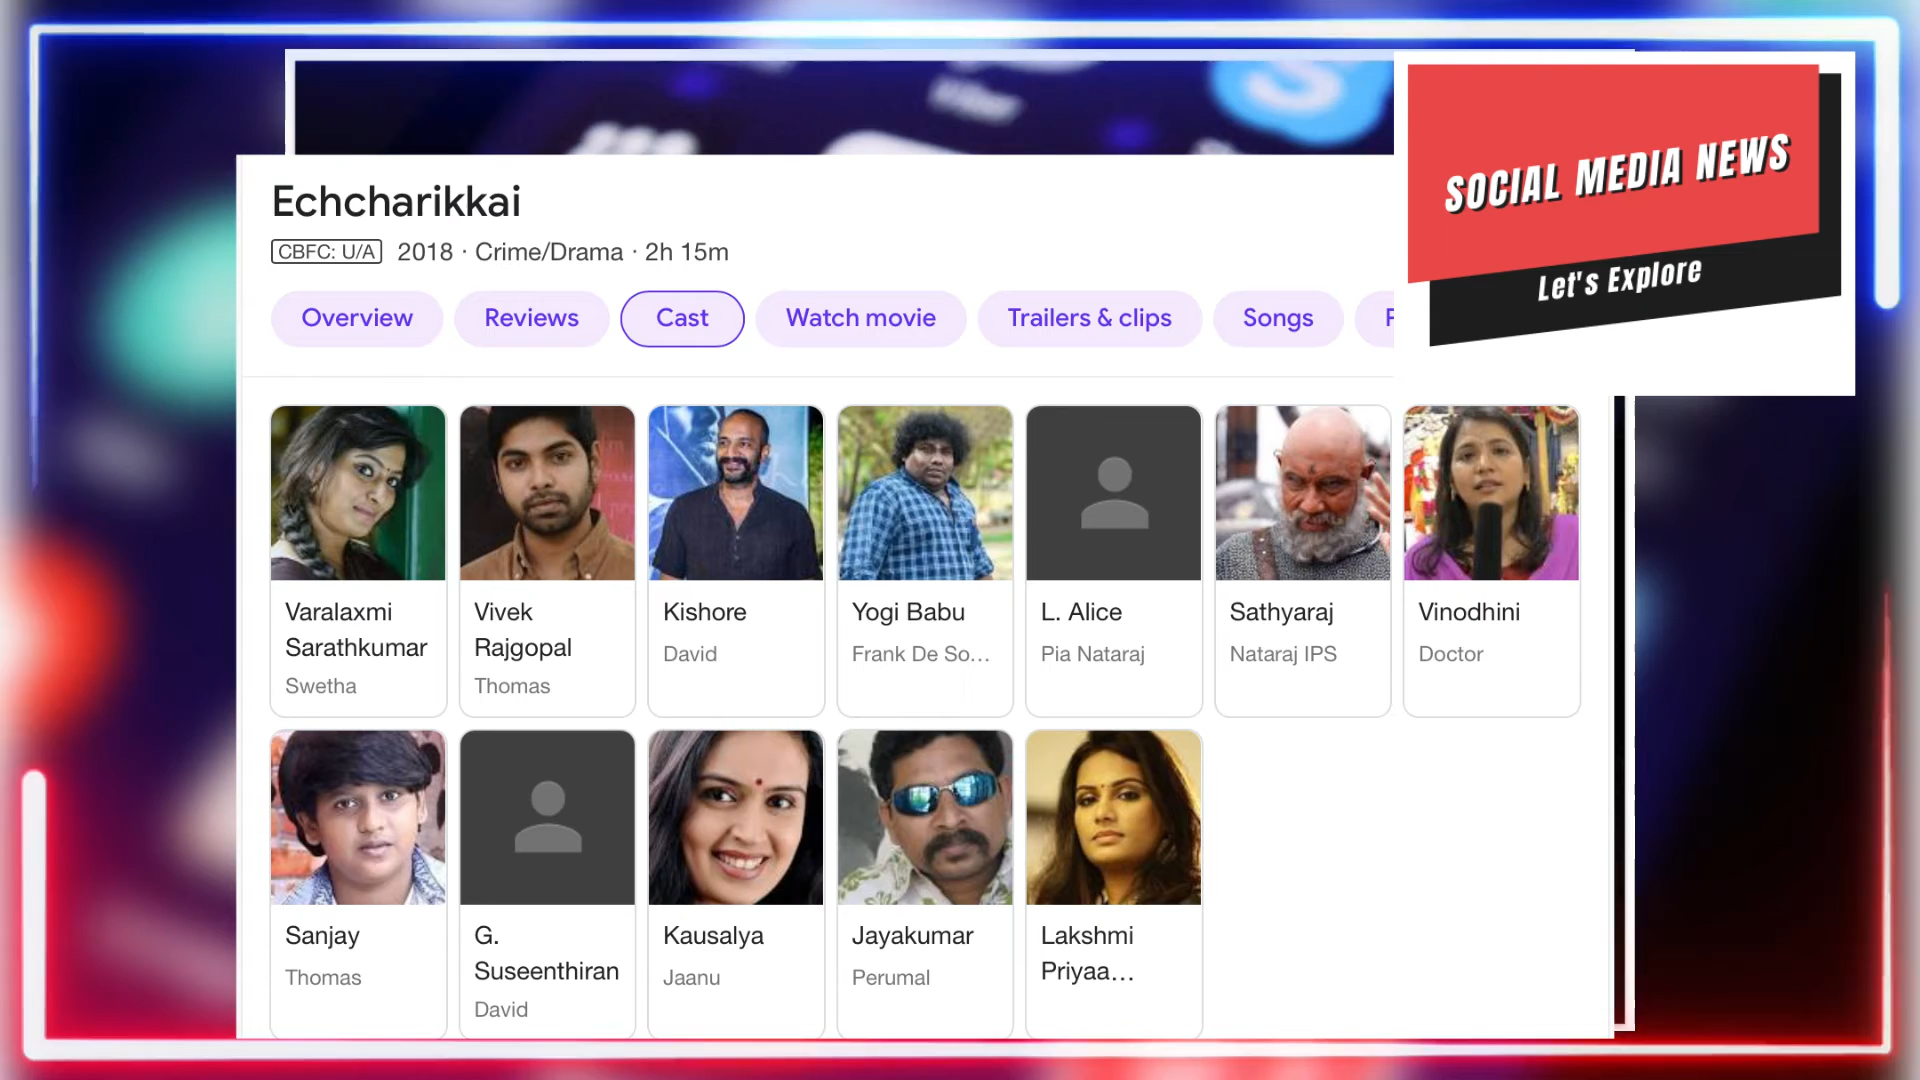 Viber
SOCIAL MEDIA NEWS
Let's Explore
Echcharikkai
CBFC: U/A 2018 · Crime/Drama · 2h 15m
Overview Reviews Cast Watch movie Trailers & clips Songs
Varalaxmi
Sarathkumar
Swetha
Vivek
Rajgopal
Thomas
Kishore
David
Yogi Babu
Frank De So...
L. Alice
Pia Nataraj
Sathyaraj
Nataraj IPS
Vinodhini
Doctor
Sanjay
Thomas
G.
Suseenthiran
David
Kausalya
Jaanu
Jayakumar
Perumal
Lakshmi
Priyaa...